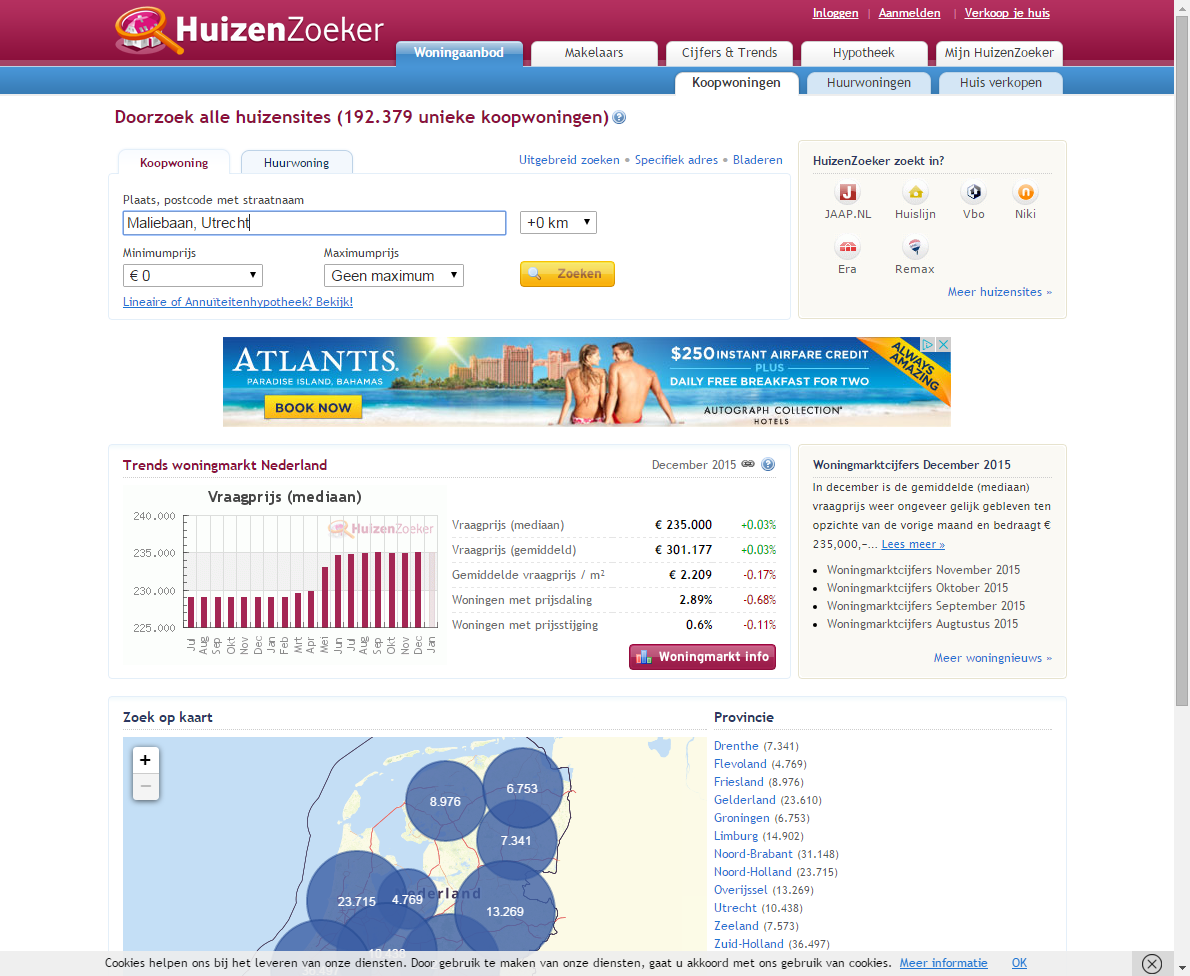 HuizenZoeker
Inloggen | Aanmelden | Verkoop je huis
Woningaanbod
Makelaars
Cijfers & Trends
Hypotheek
Mijn HuizenZoeker
Koopwoningen
Huurwoningen
Huis verkopen
Doorzoek alle huizensites (192.379 unieke koopwoningen)
Koopwoning
Huurwoning
Uitgebreid zoeken • Specifiek adres • Bladeren
Plaats, postcode met straatnaam
Maliebaan, Utrecht
+0 km
Minimumprijs
Maximumprijs
€ 0
Geen maximum
Zoeken
Lineaire of Annuïteitenhypotheek? Bekijk!
HuizenZoeker zoekt in?
JAAP.NL
Huislijn
Vbo
Niki
Era
Remax
Meer huizensites »
ATLANTIS.
PARADISE ISLAND, BAHAMAS
BOOK NOW
$250 INSTANT AIRFARE CREDIT
PLUS
DAILY FREE BREAKFAST FOR TWO
AUTOGRAPH COLLECTION®
HOTELS
ALWAYS
AMAZING
Trends woningmarkt Nederland
December 2015
Vraagprijs (mediaan)
HuizenZoeker
240.000
235.000
230.000
225.000
Jul Aug Sep Okt Nov Dec Jan Feb Mrt Apr Mei Jun Jul Aug Sep Okt Nov Dec Jan
Vraagprijs (mediaan) € 235.000 +0.03%
Vraagprijs (gemiddeld) € 301.177 +0.03%
Gemiddelde vraagprijs / m² € 2.209 -0.17%
Woningen met prijsdaling 2.89% -0.68%
Woningen met prijsstijging 0.6% -0.11%
Woningmarkt info
Woningmarktcijfers December 2015
In december is de gemiddelde (mediaan)
vraagprijs weer ongeveer gelijk gebleven ten
opzichte van de vorige maand en bedraagt €
235,000,-... Lees meer »
Woningmarktcijfers November 2015
Woningmarktcijfers Oktober 2015
Woningmarktcijfers September 2015
Woningmarktcijfers Augtustus 2015
Meer woningnieuws »
Zoek op kaart
+
−
8.976
6.753
7.341
23.715
4.769
13.269
Nederland
Provincie
Drenthe (7.341)
Flevoland (4.769)
Friesland (8.976)
Gelderland (23.610)
Groningen (6.753)
Limburg (14.902)
Noord-Brabant (31.148)
Noord-Holland (23.715)
Overijssel (13.269)
Utrecht (10.438)
Zeeland (7.573)
Zuid-Holland (36.497)
Cookies helpen ons bij het leveren van onze diensten. Door gebruik te maken van onze diensten, gaat u akkoord met ons gebruik van cookies. Meer informatie OK